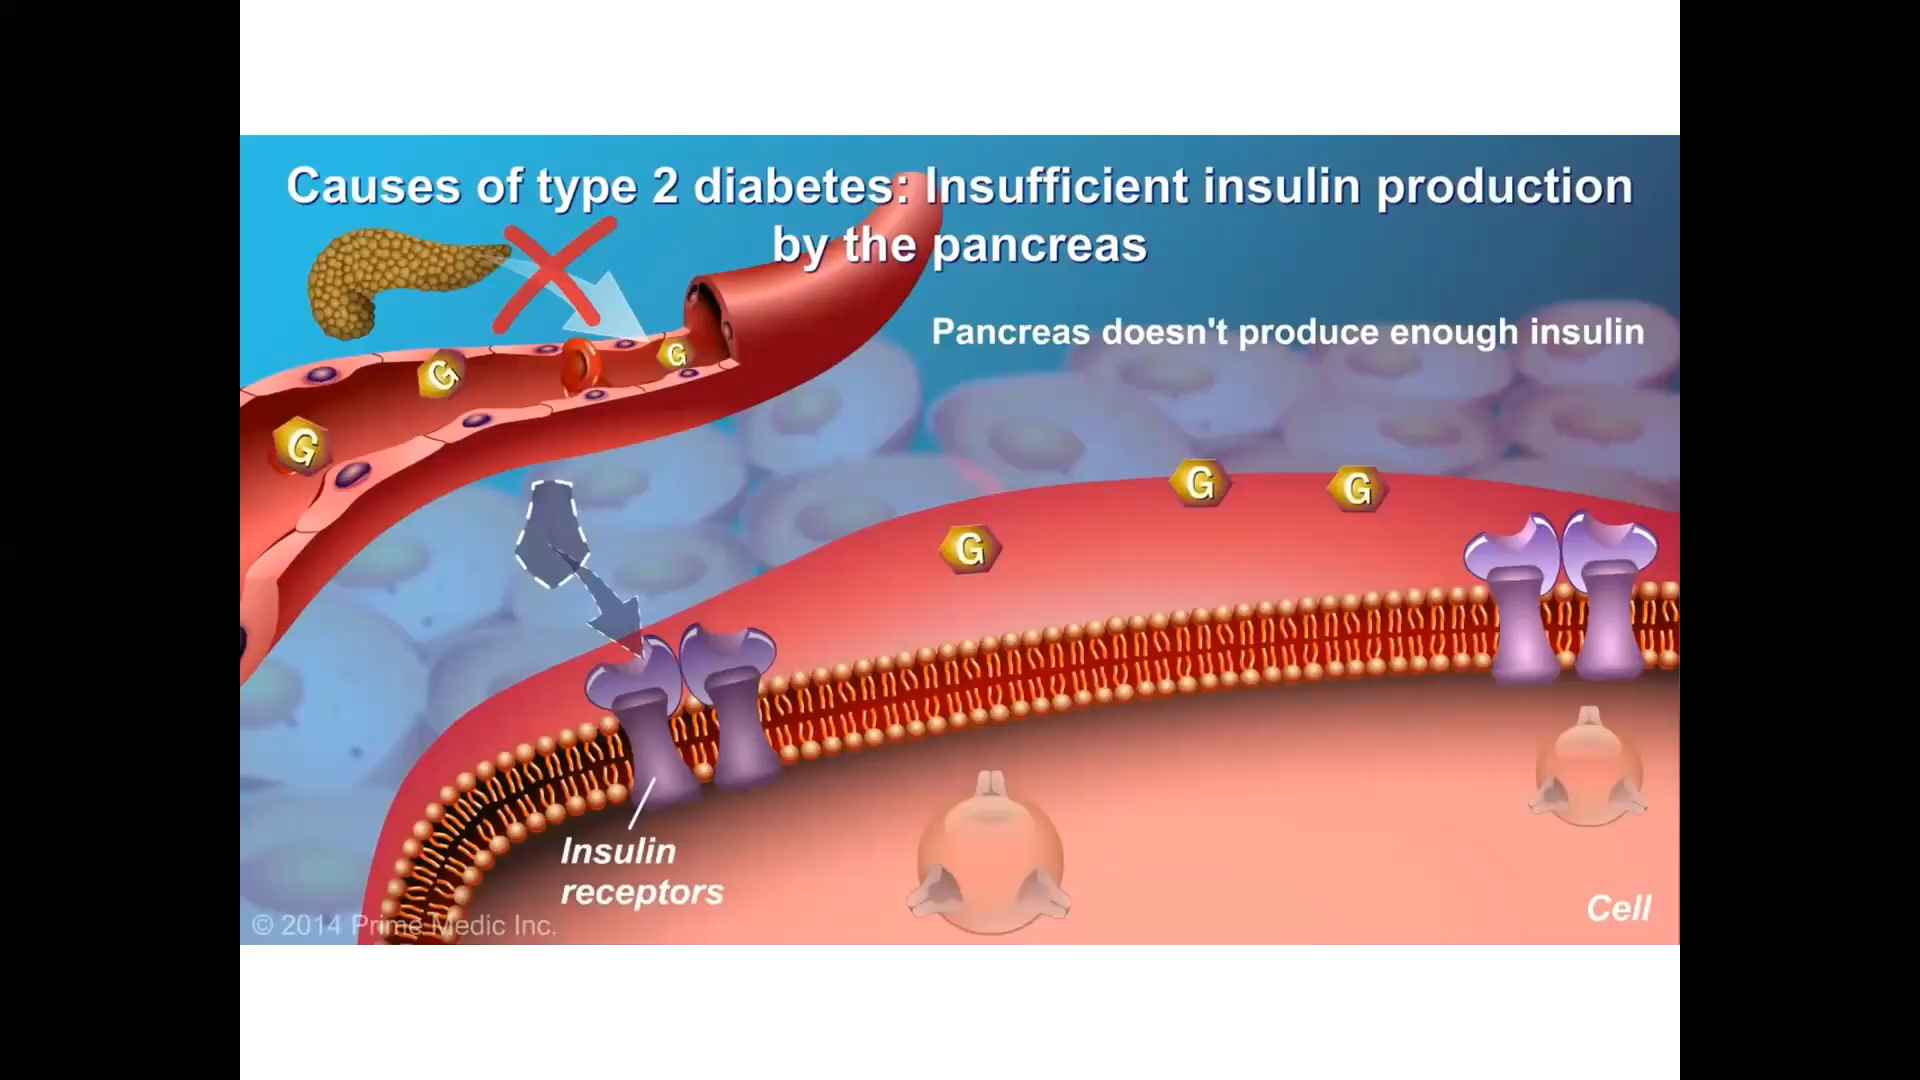 Causes of type 2 diabetes: Insufficient insulin production
by the pancreas
Pancreas doesn't produce enough insulin
G
G
G
G
G
G
Insulin
receptors
Cell
© 2014 Prime Medic Inc.